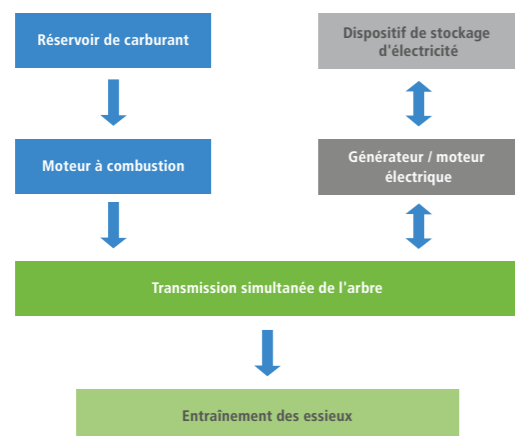 Réservoir de carburant
Dispositif de stockage
d'électricité
Moteur à combustion
Générateur / moteur
électrique
Transmission simultanée de l'arbre
Entraînement des essieux